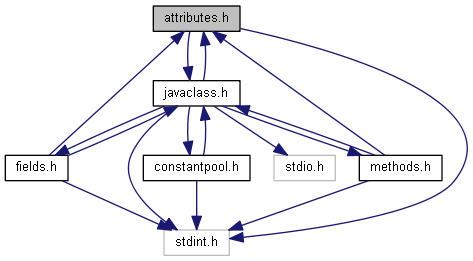 attributes.h
javaclass.h
fields.h
constantpool.h
stdio.h
methods.h
stdint.h